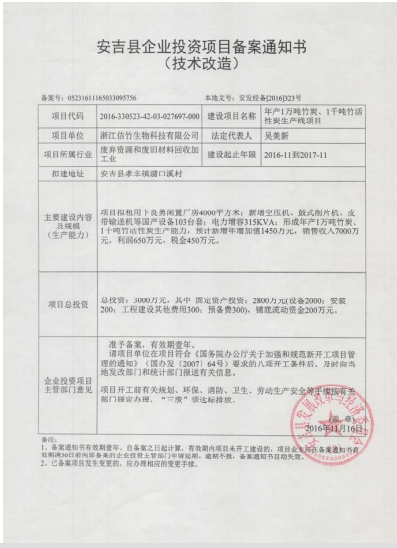 安吉县企业投资项目备案通知书
（技术改造）
备案号：05231611165033095756 本地文号：安发经备[2016]323号
项目代码 2016-330523-42-03-027697-000 建设项目名称 年产1万吨竹炭、1千吨竹活
性炭生产线项目
项目单位 浙江佶竹生物科技有限公司 法定代表人 吴美新
项目所属行业 废弃资源和废旧材料回收加
工业 建设起止年限 2016-11到2017-11
拟建地址 安吉县孝丰镇潴口溪村
主要建设内容
及规模
（生产能力）
项目拟租用卜良勇闲置厂房4000平方米；新增空压机、鼓式削片机、皮
带输送机等国产设备103台套；电力增容315KVA；形成年产1万吨竹炭、
1千吨竹活性炭生产能力，预计新增年增加值1450万元，销售收入7000万
元，利润650万元，税金450万元。
项目总投资
总投资：3000万元，其中 固定资产投资：2800万元(设备2000；安装
200；工程建设其他费用300；预备费300)，铺底流动资金200万元。
企业投资项目
主管部门意见
准予备案，有效期壹年。
请项目单位在项目符合《国务院办公厅关于加强和规范新开工项目管
理的通知》（国办发〔2007〕64号）要求的八项开工条件后，及时向当
地发改部门和统计部门报送有关信息。
项目开工前有关规划、环保、消防、卫生、劳动生产安全等手续按有关
部门规定办理，“三废”须达标排放。
（盖 章）
2016年11月16日
备注：
1、备案通知书有效期壹年，自备案之日起计算，有效期内项目未开工建设的，项目业主应在备案通知书有
效期满30日前向原备案的企业投资主管部门申请延期，逾期不报，备案通知书自动失效。
2、已备案项目发生变更的，应办理相应的变更手续。